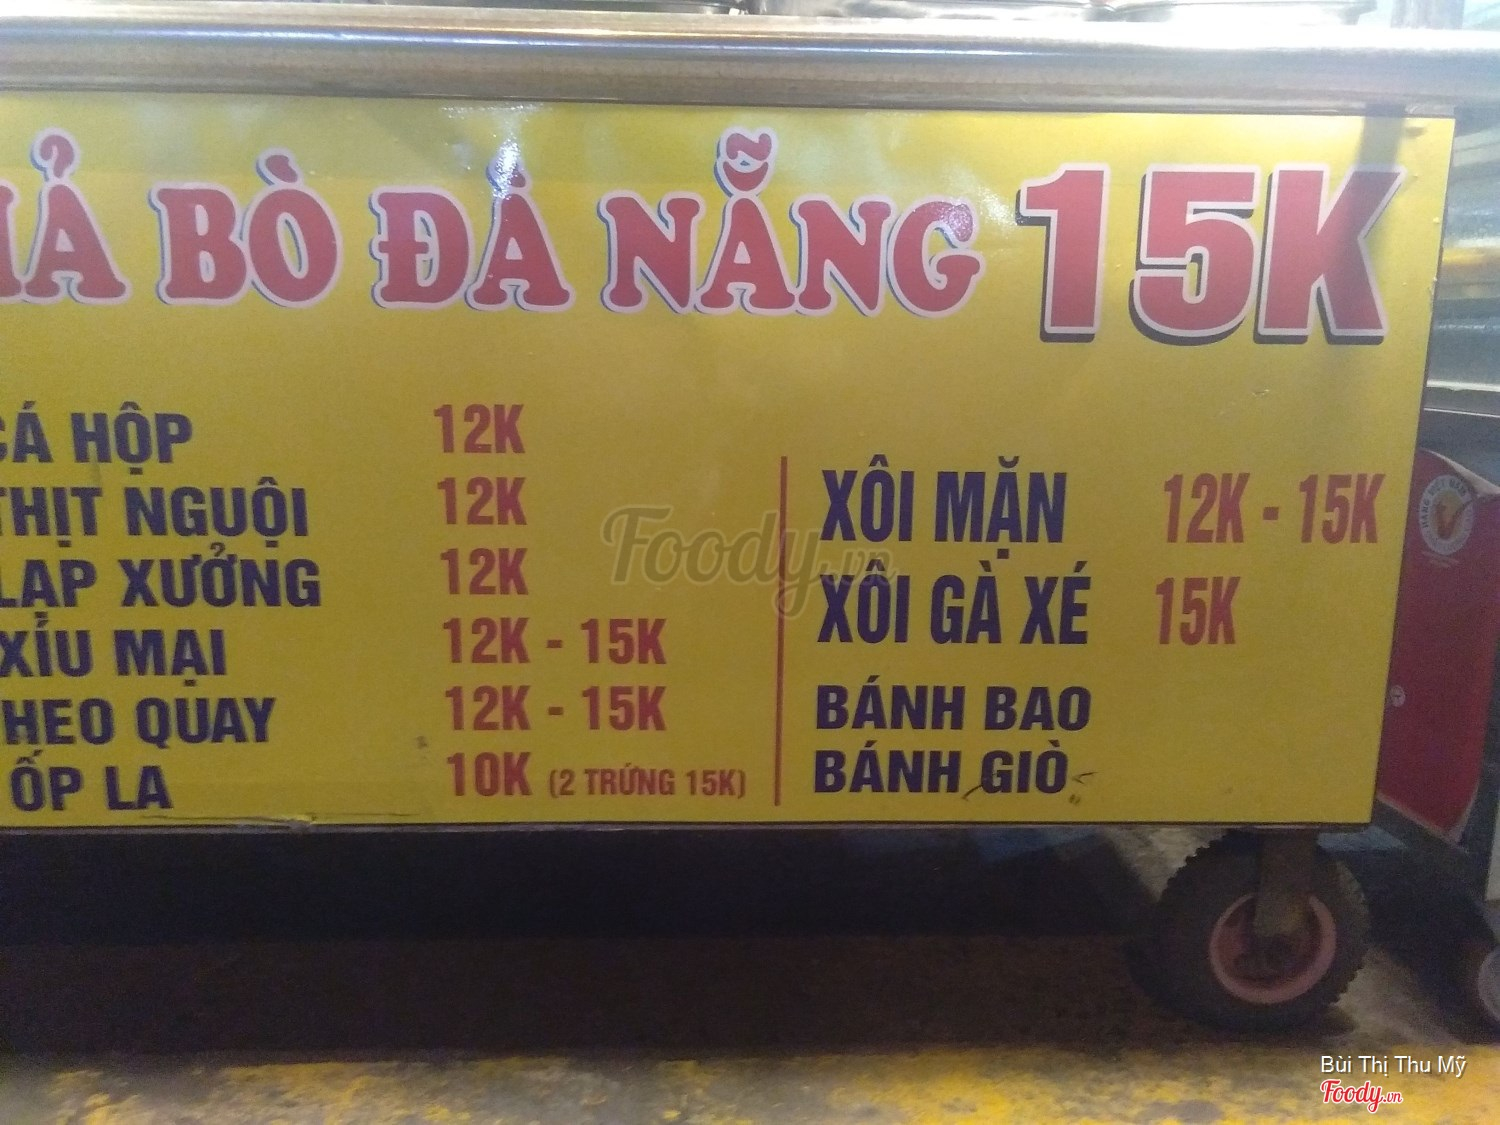 BÒ ĐÀ NẴNG 15K
CÁ HỘP 12K
THỊT NGUỘI 12K
LẠP XƯỞNG 12K
XÍU MẠI 12K - 15K
HEO QUAY 12K - 15K
ỐP LA 10K (2 TRỨNG 15K)
XÔI MẶN 12K - 15K
XÔI GÀ XÉ 15K
BÁNH BAO
BÁNH GIÒ
Foody.vn
Bùi Thị Thu Mỹ
Foody.vn